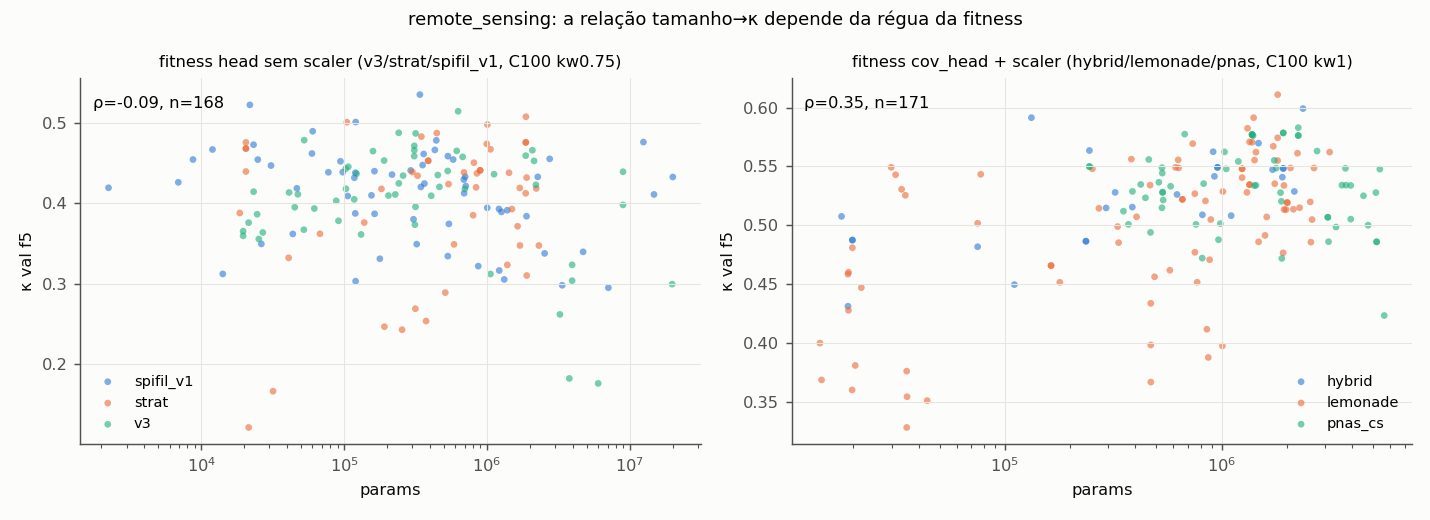 remote_sensing: a relação tamanho→κ depende da régua da fitness
fitness head sem scaler (v3/strat/spifil_v1, C100 kw0.75)
ρ=-0.09, n=168
κ val f5
0.5
0.4
0.3
0.2
spifil_v1
strat
v3
10⁴
10⁵
10⁶
10⁷
params
fitness cov_head + scaler (hybrid/lemonade/pnas, C100 kw1)
ρ=0.35, n=171
κ val f5
0.60
0.55
0.50
0.45
0.40
0.35
hybrid
lemonade
pnas_cs
10⁵
10⁶
params